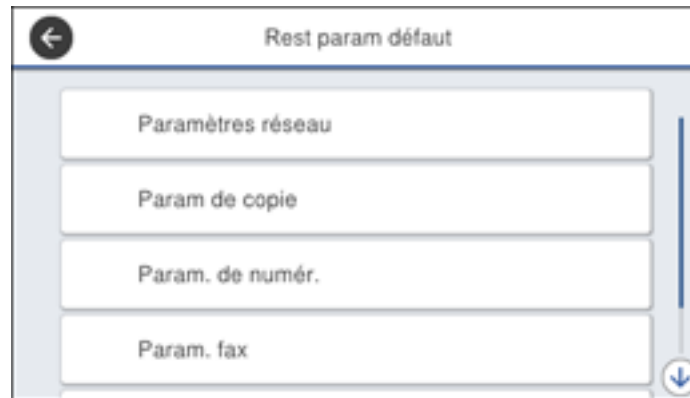 Rest param défaut
Paramètres réseau
Param de copie
Param. de numér.
Param. fax